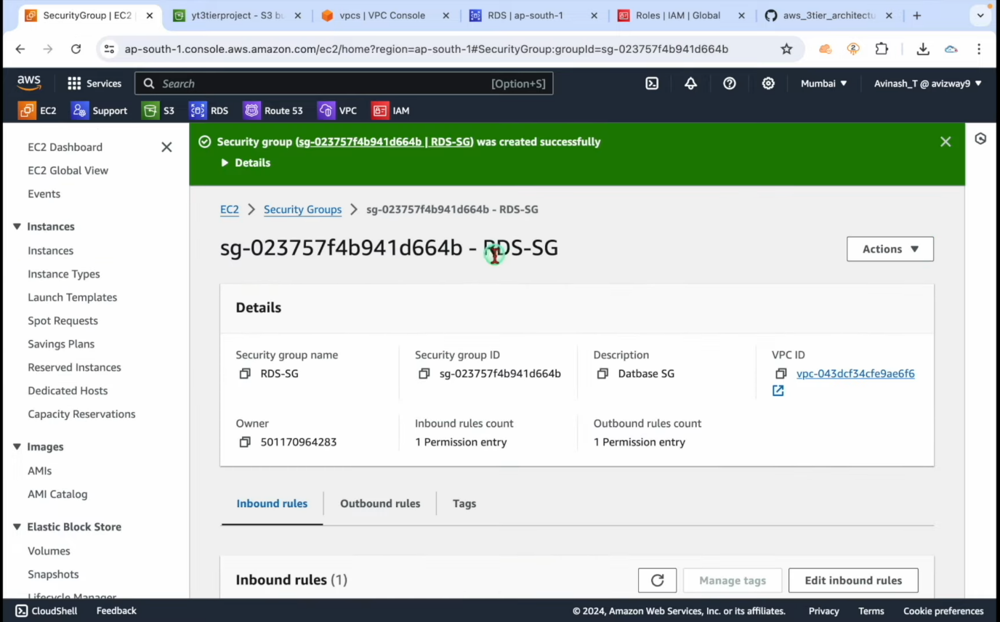 SecurityGroup | EC2
yt3tierproject - S3 bu
vpcs | VPC Console
RDS | ap-south-1
Roles | IAM | Global
aws_3tier_architectu
ap-south-1.console.aws.amazon.com/ec2/home?region=ap-south-1#SecurityGroup:groupId=sg-023757f4b941d664b
2
aws
Services
Search
[Option+S]
Mumbai
Avinash_T @ avizway9
EC2
Support
S3
RDS
Route 53
VPC
IAM
EC2 Dashboard
EC2 Global View
Events
Instances
Instances
Instance Types
Launch Templates
Spot Requests
Savings Plans
Reserved Instances
Dedicated Hosts
Capacity Reservations
Images
AMIs
AMI Catalog
Elastic Block Store
Volumes
Snapshots
Lifecycle Manager
Security group (sg-023757f4b941d664b | RDS-SG) was created successfully
Details
EC2
Security Groups
sg-023757f4b941d664b - RDS-SG
sg-023757f4b941d664b - RDS-SG
Actions
Details
Security group name
RDS-SG
Security group ID
sg-023757f4b941d664b
Description
Datbase SG
VPC ID
vpc-043dcf34cfe9ae6f6
Owner
501170964283
Inbound rules count
1 Permission entry
Outbound rules count
1 Permission entry
Inbound rules
Outbound rules
Tags
Inbound rules (1)
Manage tags
Edit inbound rules
CloudShell
Feedback
© 2024, Amazon Web Services, Inc. or its affiliates.
Privacy
Terms
Cookie preferences